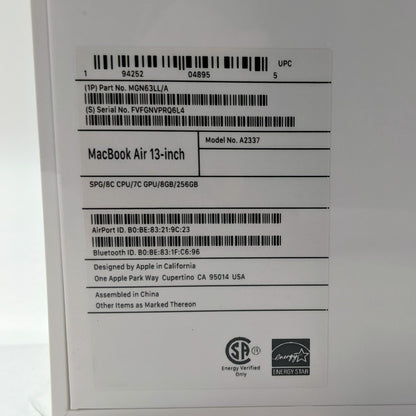 UPC
1 94252 04895 5
(1P) Part No. MGN63LL/A
(S) Serial No. FVFGNVPRQ6L4
MacBook Air 13-inch
Model No. A2337
SPG/8C CPU/7C GPU/8GB/256GB
AirPort ID. B0:BE:83:21:9C:23
Bluetooth ID. B0:BE:83:1F:C6:96
Designed by Apple in California
One Apple Park Way Cupertino CA 95014 USA
Assembled in China
Other Items as Marked Thereon
SA
Energy Verified
Only
energy
ENERGY STAR